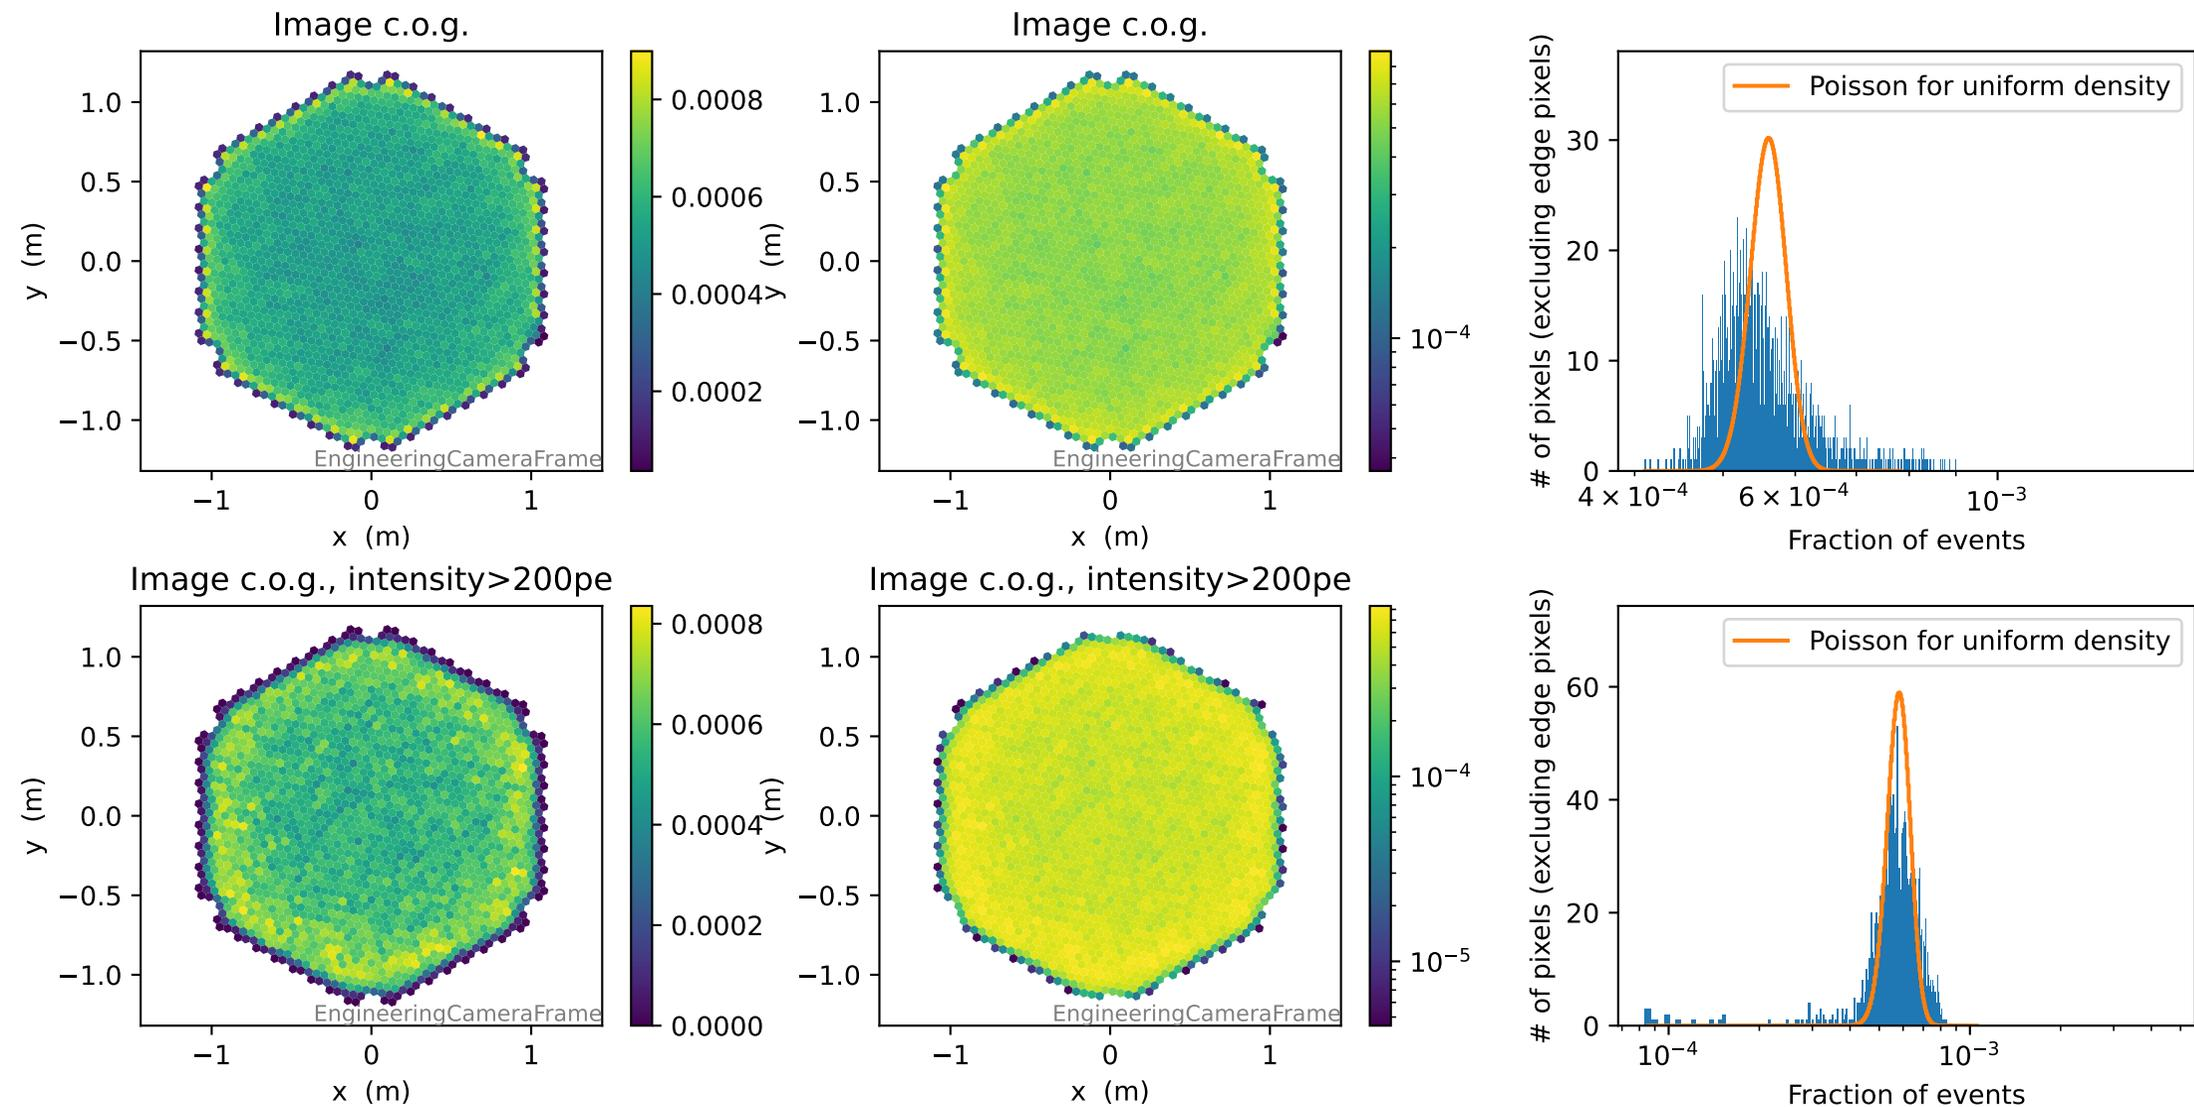 Image c.o.g.
1.0
0.5
0.0
−0.5
−1.0
y (m)
EngineeringCameraFrame
−1 0 1
x (m)
0.0008
0.0006
0.0004
0.0002
Image c.o.g.
1.0
0.5
0.0
−0.5
−1.0
y (m)
EngineeringCameraFrame
−1 0 1
x (m)
10⁻⁴
Poisson for uniform density
# of pixels (excluding edge pixels)
30
20
10
0
4 × 10⁻⁴ 6 × 10⁻⁴ 10⁻³
Fraction of events
Image c.o.g., intensity>200pe
1.0
0.5
0.0
−0.5
−1.0
y (m)
EngineeringCameraFrame
−1 0 1
x (m)
0.0008
0.0006
0.0004
0.0002
0.0000
Image c.o.g., intensity>200pe
1.0
0.5
0.0
−0.5
−1.0
y (m)
EngineeringCameraFrame
−1 0 1
x (m)
10⁻⁴
10⁻⁵
Poisson for uniform density
# of pixels (excluding edge pixels)
60
40
20
0
10⁻⁴ 10⁻³
Fraction of events